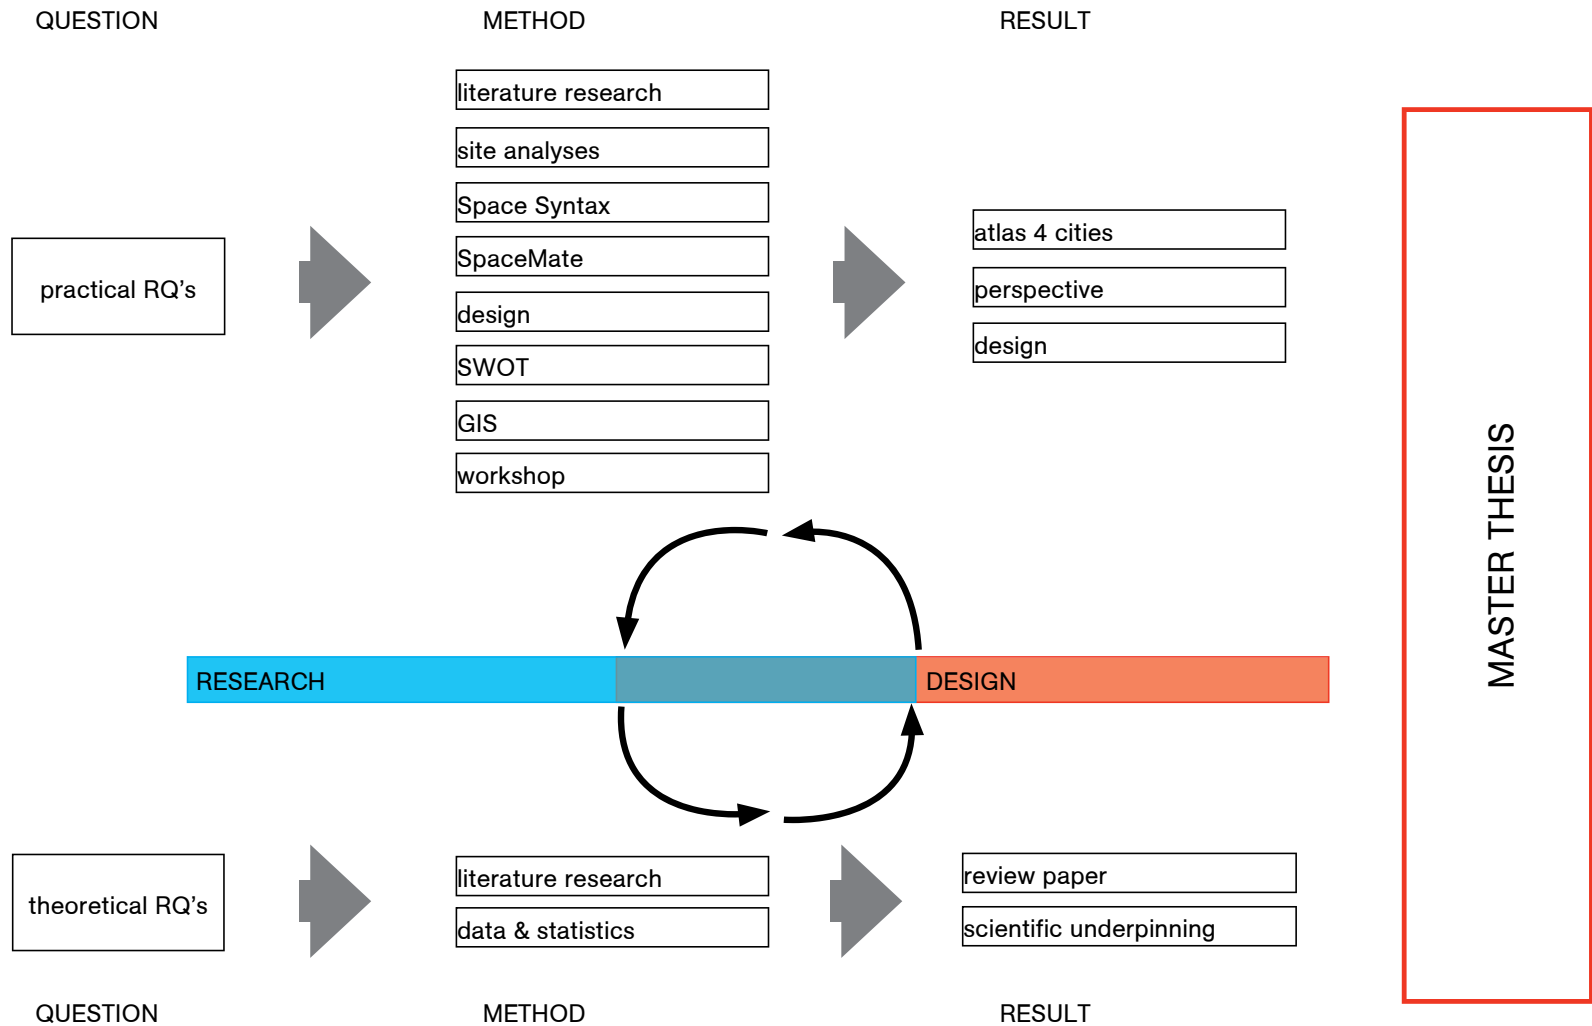 QUESTION
METHOD
RESULT
literature research
site analyses
Space Syntax
SpaceMate
design
SWOT
GIS
workshop
practical RQ's
atlas 4 cities
perspective
design
MASTER THESIS
RESEARCH
DESIGN
theoretical RQ's
literature research
data & statistics
review paper
scientific underpinning
QUESTION
METHOD
RESULT